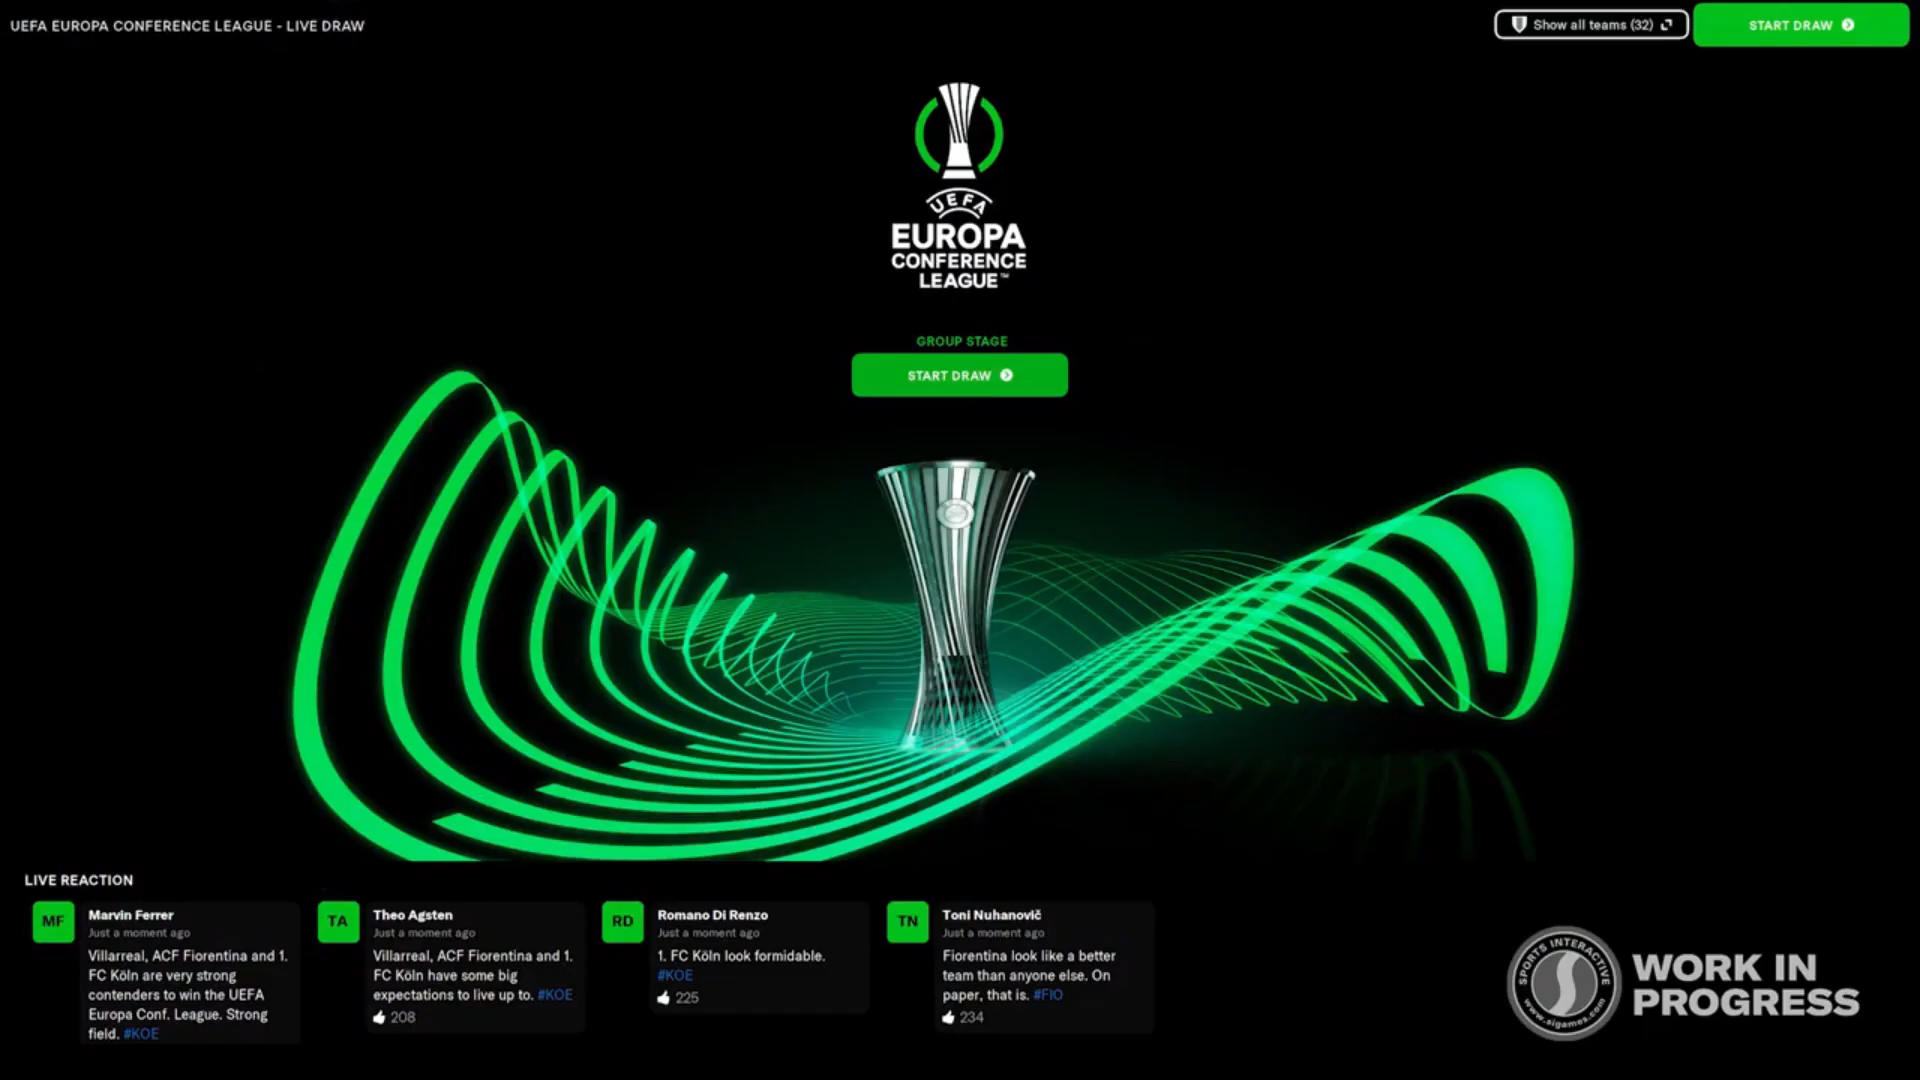 UEFA EUROPA CONFERENCE LEAGUE - LIVE DRAW
Show all teams (32)
START DRAW
UEFA
EUROPA
CONFERENCE
LEAGUE™
GROUP STAGE
START DRAW
LIVE REACTION
MF
Marvin Ferrer
Just a moment ago
Villarreal, ACF Fiorentina and 1.
FC Köln are very strong
contenders to win the UEFA
Europa Conf. League. Strong
field. #KOE
TA
Theo Agsten
Just a moment ago
Villarreal, ACF Fiorentina and 1.
FC Köln have some big
expectations to live up to. #KOE
208
RD
Romano Di Renzo
Just a moment ago
1. FC Köln look formidable.
#KOE
225
TN
Toni Nuhanovič
Just a moment ago
Fiorentina look like a better
team than anyone else. On
paper, that is. #FIO
234
SPORTS INTERACTIVE
www.sigames.com
WORK IN
PROGRESS